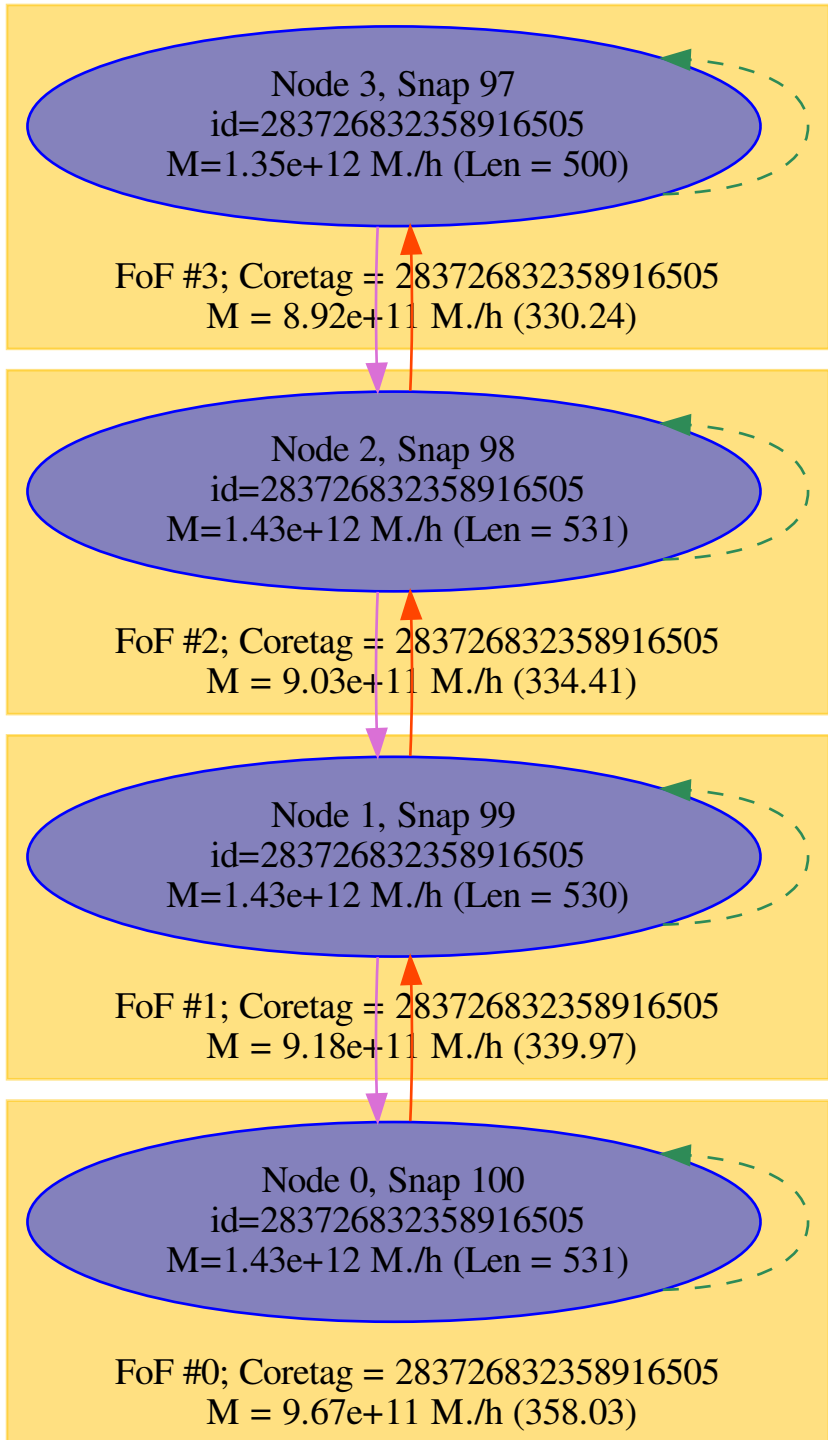 Node 3, Snap 97
id=283726832358916505
M=1.35e+12 M./h (Len = 500)
FoF #3; Coretag = 283726832358916505
M = 8.92e+11 M./h (330.24)
Node 2, Snap 98
id=283726832358916505
M=1.43e+12 M./h (Len = 531)
FoF #2; Coretag = 283726832358916505
M = 9.03e+11 M./h (334.41)
Node 1, Snap 99
id=283726832358916505
M=1.43e+12 M./h (Len = 530)
FoF #1; Coretag = 283726832358916505
M = 9.18e+11 M./h (339.97)
Node 0, Snap 100
id=283726832358916505
M=1.43e+12 M./h (Len = 531)
FoF #0; Coretag = 283726832358916505
M = 9.67e+11 M./h (358.03)